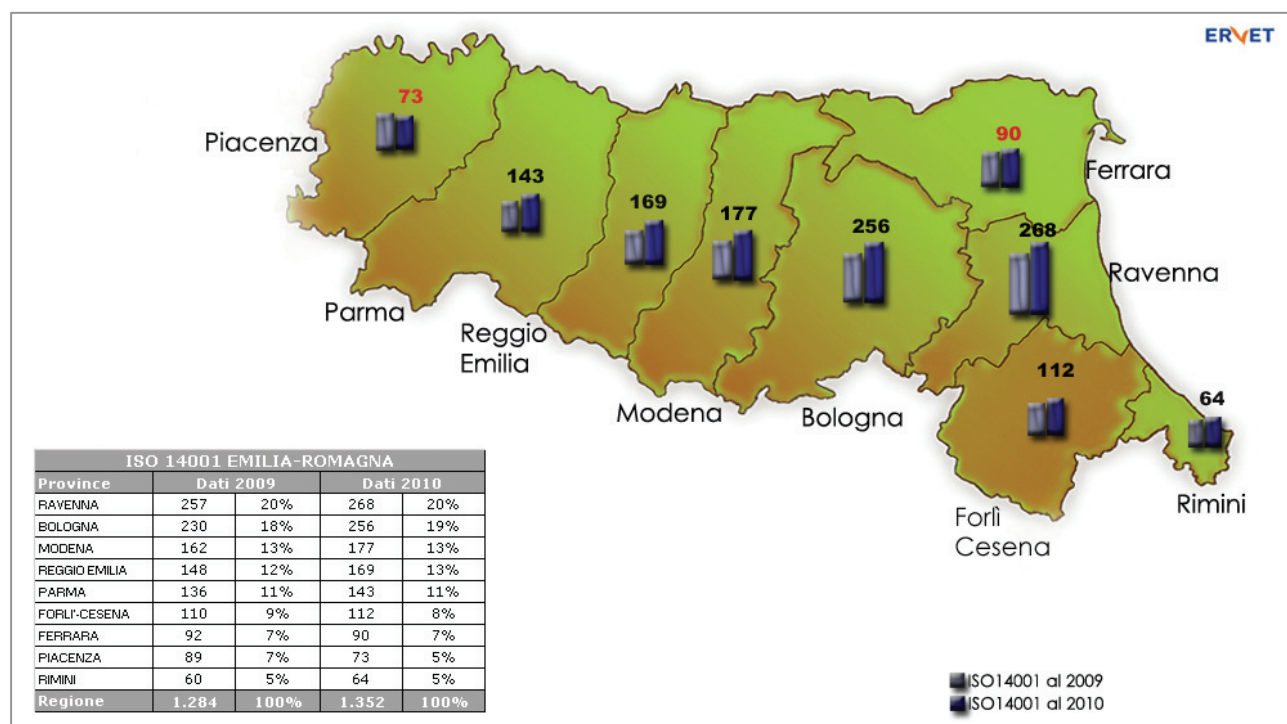 ERVET
73
Piacenza
90
Ferrara
143
169
177
256
268
Ravenna
Parma
Reggio
Emilia
Modena
Bologna
112
64
Forlì
Cesena
Rimini
ISO 14001 EMILIA-ROMAGNA
Province Dati 2009 Dati 2010
RAVENNA 257 20% 268 20%
BOLOGNA 230 18% 256 19%
MODENA 162 13% 177 13%
REGGIO EMILIA 148 12% 169 13%
PARMA 136 11% 143 11%
FORLI'-CESENA 110 9% 112 8%
FERRARA 92 7% 90 7%
PIACENZA 89 7% 73 5%
RIMINI 60 5% 64 5%
Regione 1.284 100% 1.352 100%
ISO14001 al 2009
ISO14001 al 2010